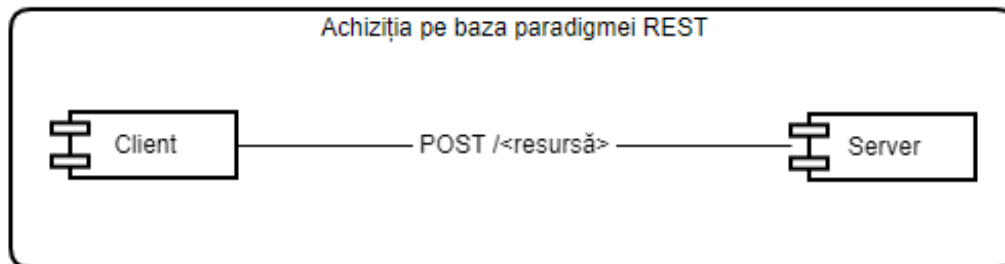 Achiziția pe baza paradigmei REST
Client
POST /<resursă>
Server